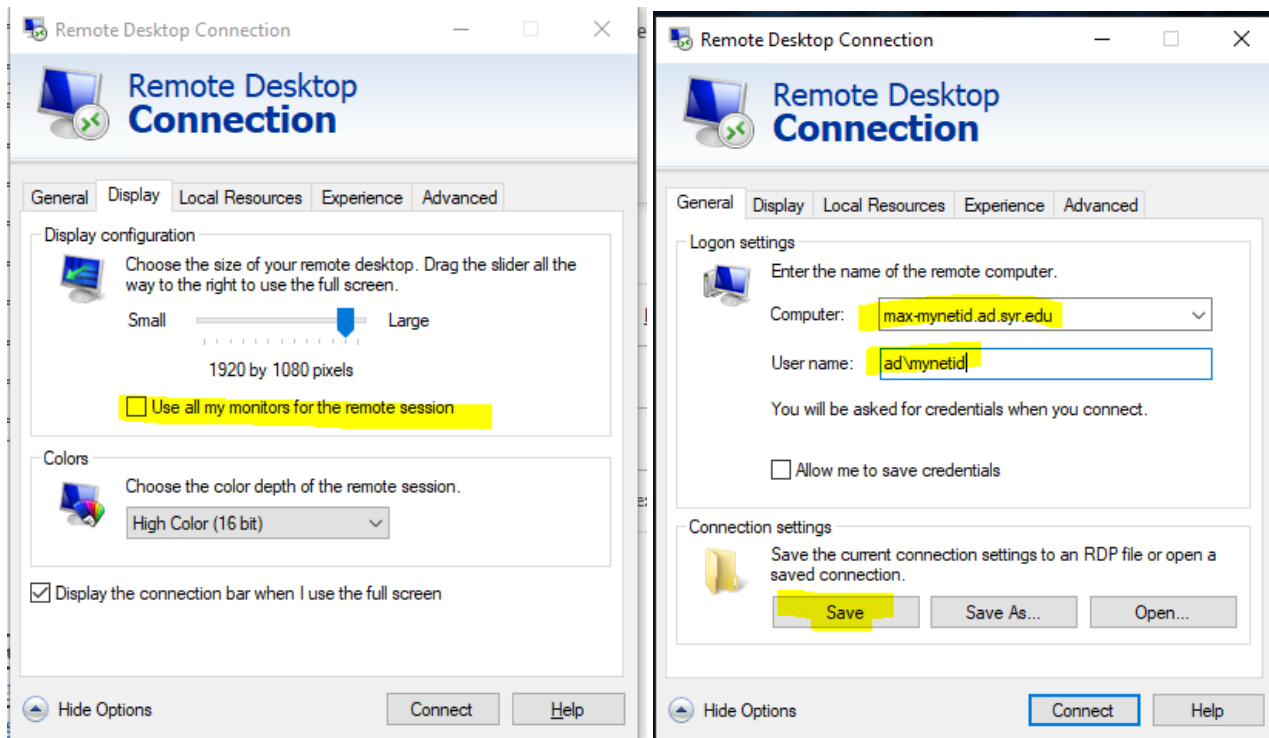 Remote Desktop Connection
Remote Desktop
Connection
General Display Local Resources Experience Advanced
Display configuration
Choose the size of your remote desktop. Drag the slider all the
way to the right to use the full screen.
Small Large
1920 by 1080 pixels
Use all my monitors for the remote session
Colors
Choose the color depth of the remote session.
High Color (16 bit)
Display the connection bar when I use the full screen
Hide Options Connect Help
Remote Desktop Connection
Remote Desktop
Connection
General Display Local Resources Experience Advanced
Logon settings
Enter the name of the remote computer.
Computer: max-mynetid.ad.syr.edu
User name: ad\mynetid
You will be asked for credentials when you connect.
Allow me to save credentials
Connection settings
Save the current connection settings to an RDP file or open a
saved connection.
Save Save As... Open...
Hide Options Connect Help